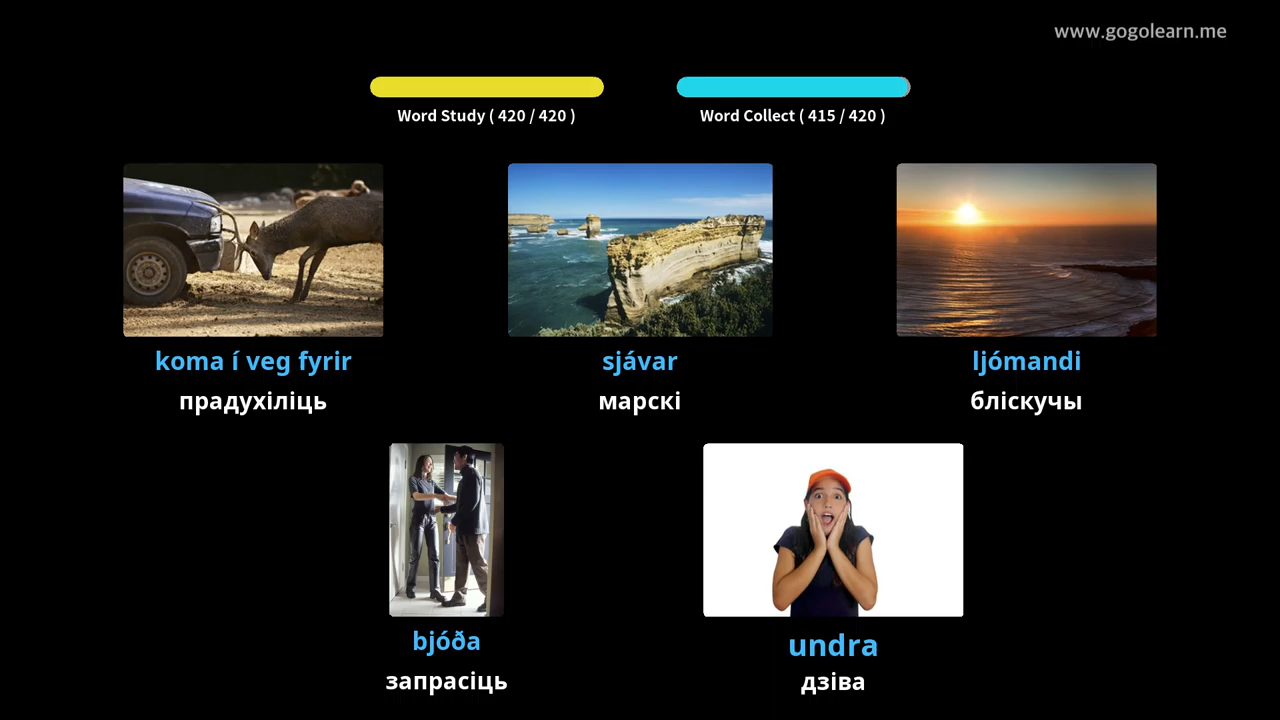 www.gogolearn.me
Word Study ( 420 / 420 )
Word Collect ( 415 / 420 )
koma í veg fyrir
прадухіліць
sjávar
марскі
ljómandi
бліскучы
bjóða
запрасіць
undra
дзіва